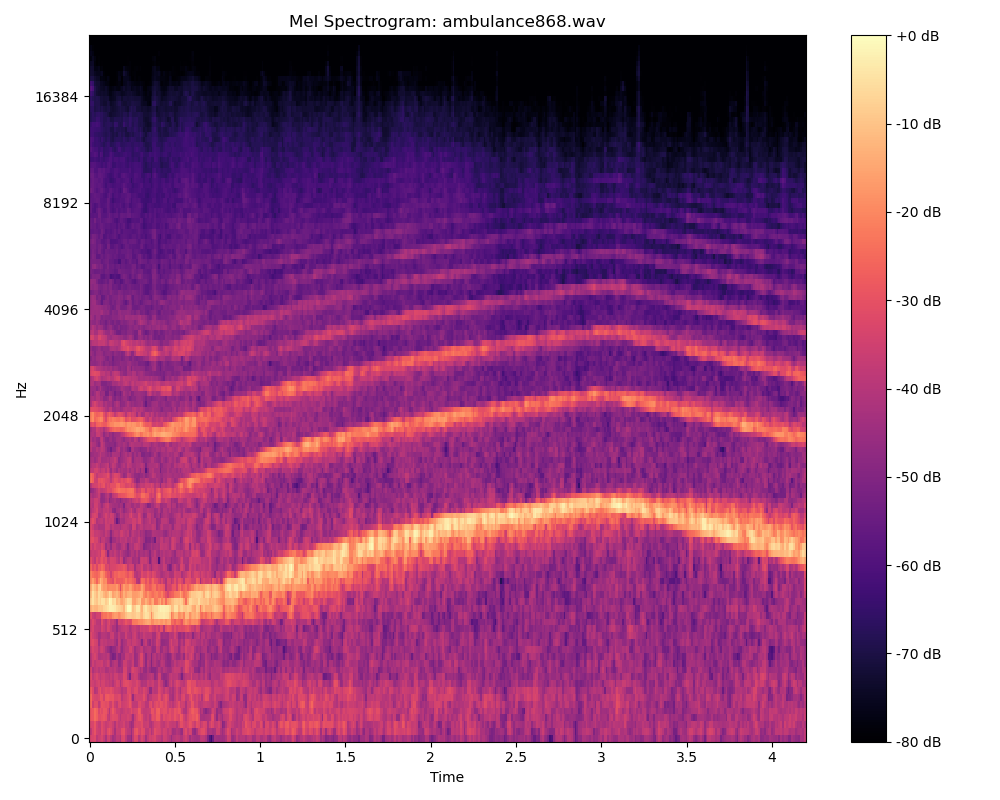 Mel Spectrogram: ambulance868.wav
Hz
16384
8192
4096
2048
1024
512
0
0 0.5 1 1.5 2 2.5 3 3.5 4
Time
+0 dB
-10 dB
-20 dB
-30 dB
-40 dB
-50 dB
-60 dB
-70 dB
-80 dB